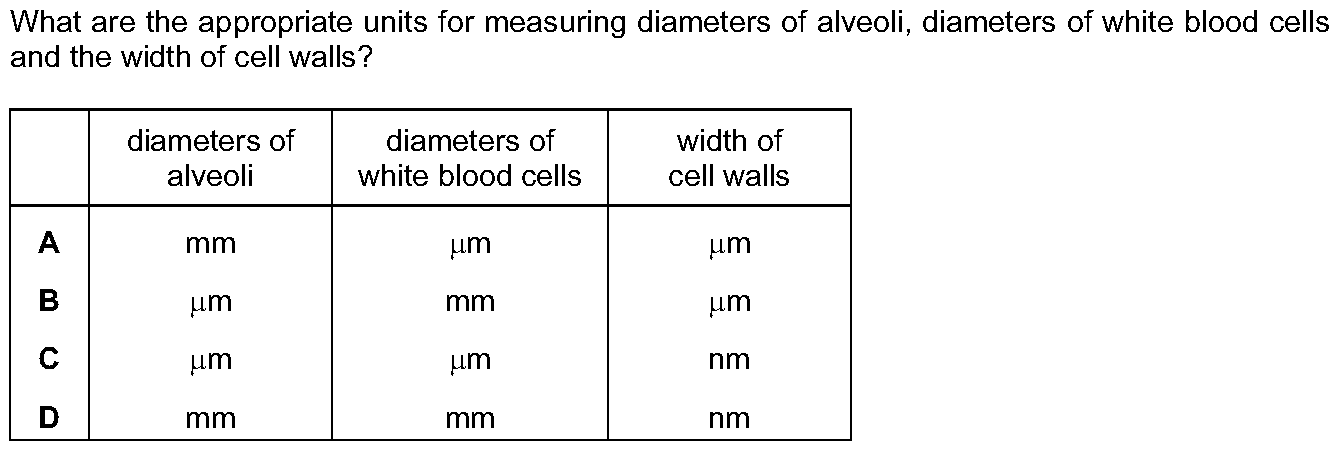 What are the appropriate units for measuring diameters of alveoli, diameters of white blood cells
and the width of cell walls?
diameters of alveoli diameters of white blood cells width of cell walls
A mm μm μm
B μm mm μm
C μm μm nm
D mm mm nm